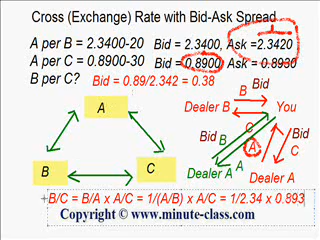 Cross (Exchange) Rate with Bid-Ask Spread
A per B = 2.3400-20 Bid = 2.3400, Ask =2.3420
A per C = 0.8900-30 Bid = 0.8900 Ask = 0.8930
B per C? Bid = 0.89/2.342 = 0.38
Bid
B
Dealer B
You
A
Bid
C
Bid
B
A
C
B
C
Dealer A
A
Dealer A
B/C = B/A x A/C = 1/(A/B) x A/C = 1/2.34 x 0.893
Copyright © www.minute-class.com